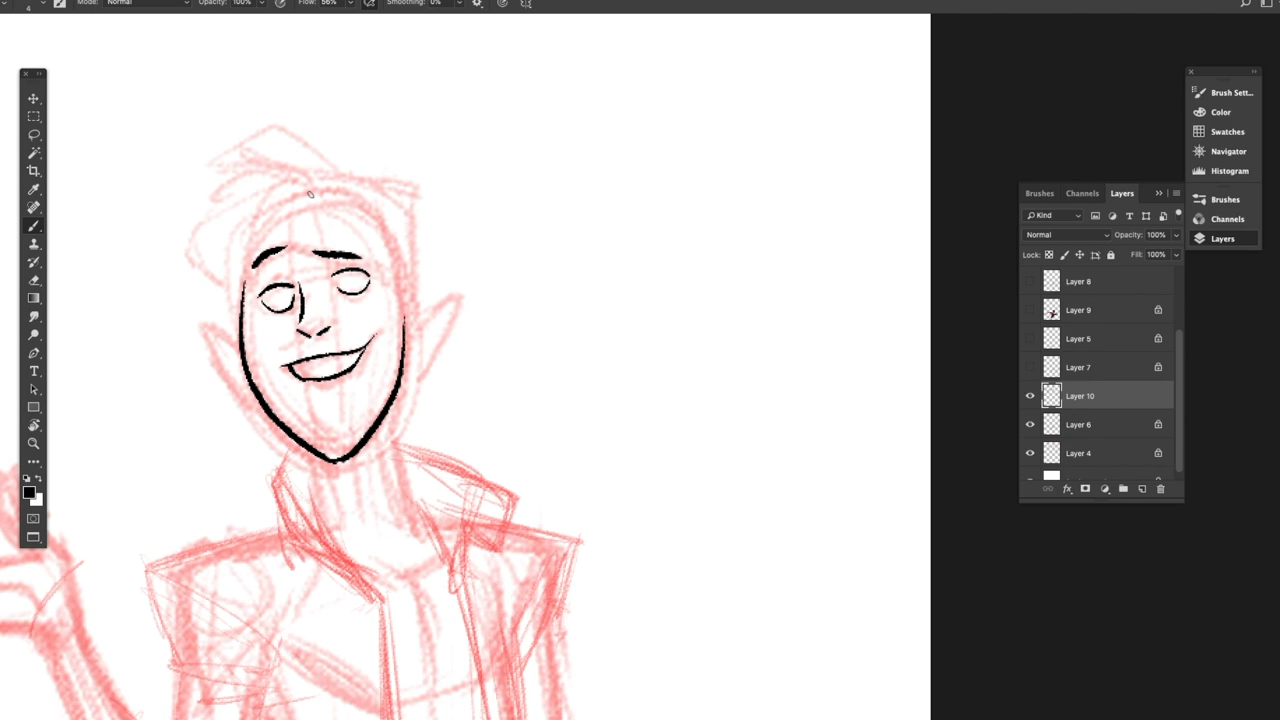 4 Mode: Normal Opacity: 100% Flow: 56% Smoothing: 0%
Brush Sett...
Color
Swatches
Navigator
Histogram
Brushes
Channels
Layers
Brushes Channels Layers
Kind
Normal Opacity: 100%
Lock: Fill: 100%
Layer 8
Layer 9
Layer 5
Layer 7
Layer 10
Layer 6
Layer 4
fx